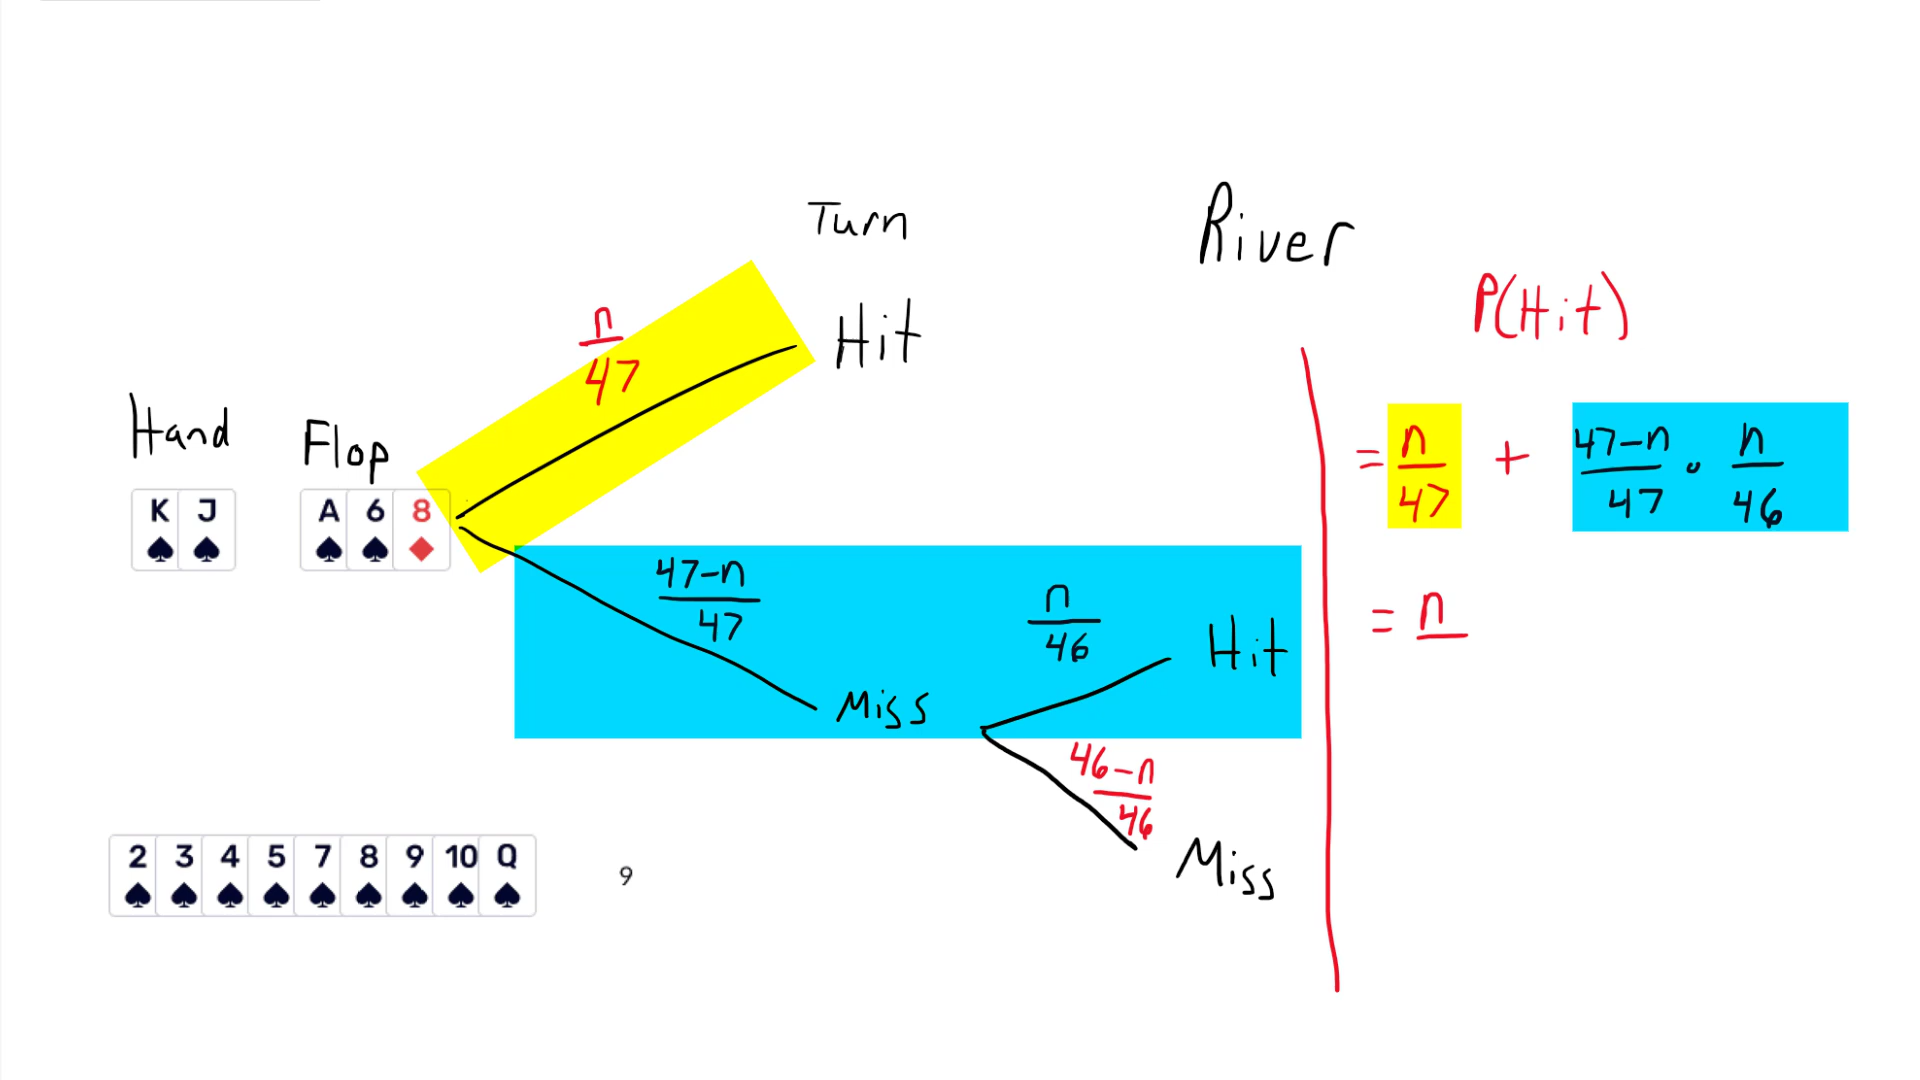 Turn
River
P(Hit)
n
47
Hit
Hand
Flop
= n/47 + 47-n/47 · n/46
K♠ J♠
A♠ 6♠ 8♦
47-n
47
n
46
= n
Hit
Miss
46-n
46
2♠ 3♠ 4♠ 5♠ 7♠ 8♠ 9♠ 10♠ Q♠
9
Miss